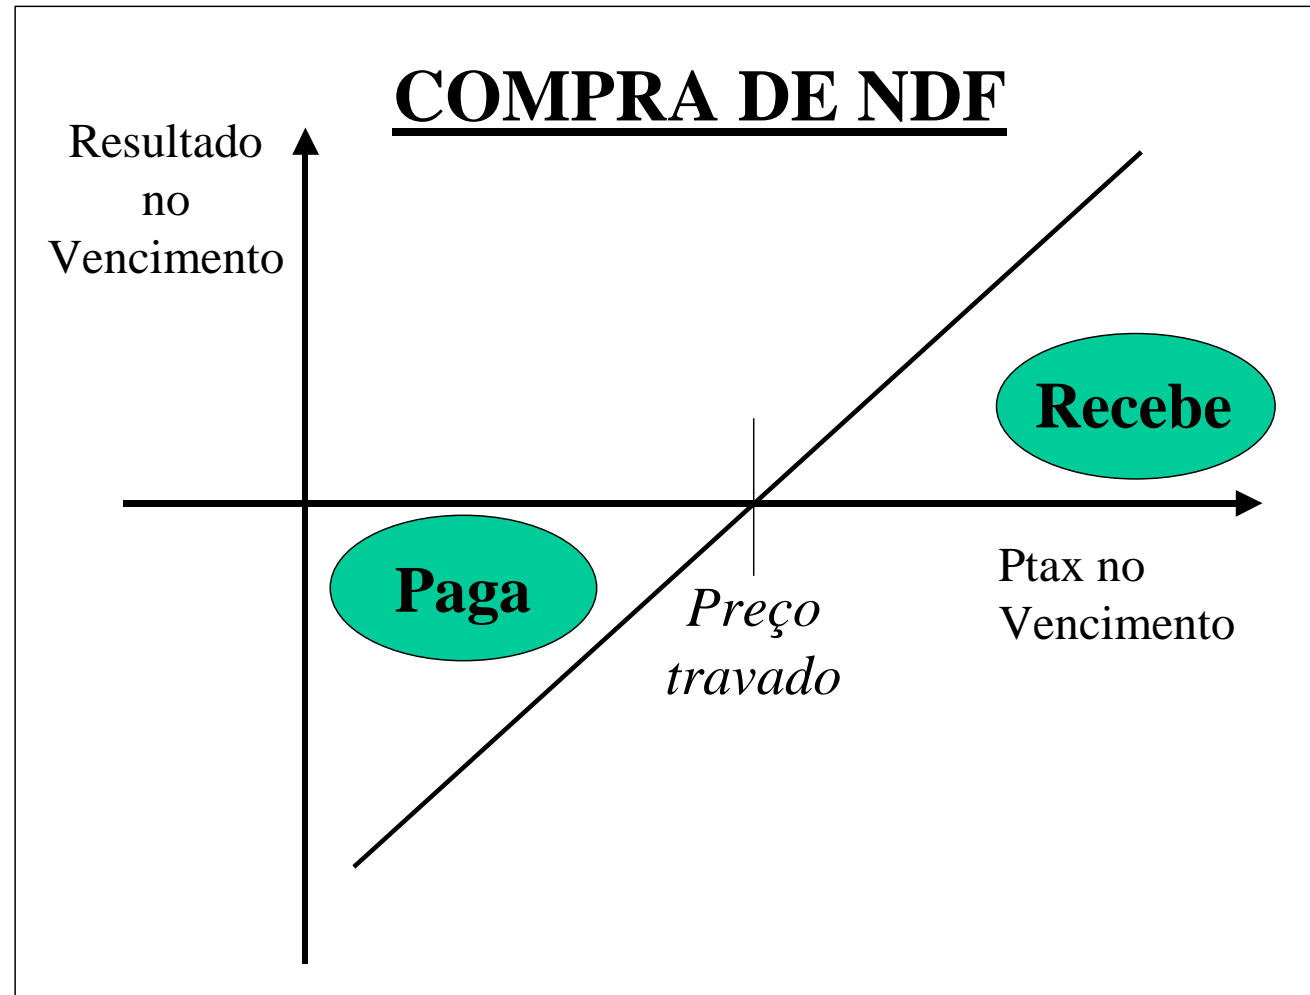 COMPRA DE NDF
Resultado
no
Vencimento
Recebe
Paga
Preço
travado
Ptax no
Vencimento